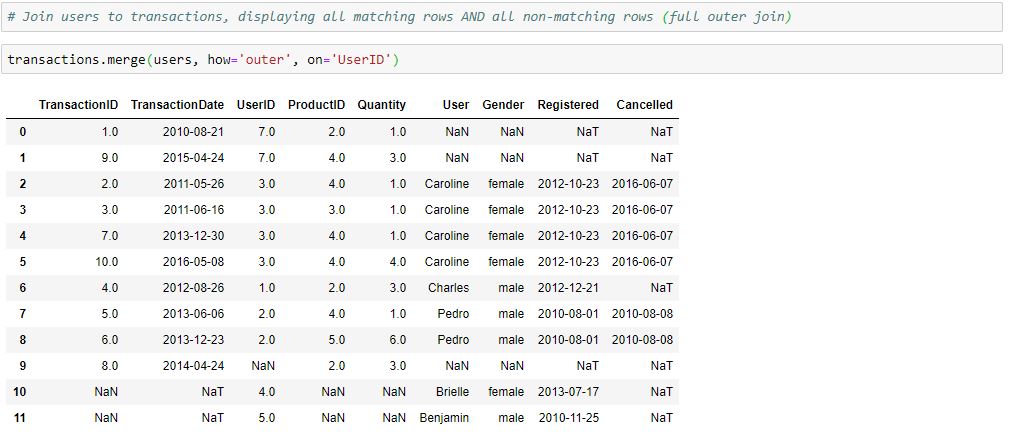 # Join users to transactions, displaying all matching rows AND all non-matching rows (full outer join)
transactions.merge(users, how='outer', on='UserID')
TransactionID TransactionDate UserID ProductID Quantity User Gender Registered Cancelled
0 1.0 2010-08-21 7.0 2.0 1.0 NaN NaN NaT NaT
1 9.0 2015-04-24 7.0 4.0 3.0 NaN NaN NaT NaT
2 2.0 2011-05-26 3.0 4.0 1.0 Caroline female 2012-10-23 2016-06-07
3 3.0 2011-06-16 3.0 3.0 1.0 Caroline female 2012-10-23 2016-06-07
4 7.0 2013-12-30 3.0 4.0 1.0 Caroline female 2012-10-23 2016-06-07
5 10.0 2016-05-08 3.0 4.0 4.0 Caroline female 2012-10-23 2016-06-07
6 4.0 2012-08-26 1.0 2.0 3.0 Charles male 2012-12-21 NaT
7 5.0 2013-06-06 2.0 4.0 1.0 Pedro male 2010-08-01 2010-08-08
8 6.0 2013-12-23 2.0 5.0 6.0 Pedro male 2010-08-01 2010-08-08
9 8.0 2014-04-24 NaN 2.0 3.0 NaN NaN NaT NaT
10 NaN NaT 4.0 NaN NaN Brielle female 2013-07-17 NaT
11 NaN NaT 5.0 NaN NaN Benjamin male 2010-11-25 NaT